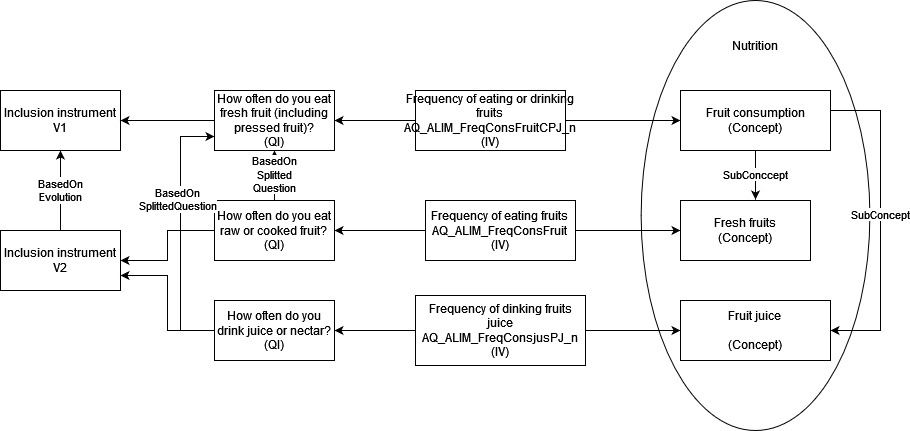 Nutrition
Inclusion instrument
V1
How often do you eat
fresh fruit (including
pressed fruit)?
(QI)
Frequency of eating or drinking
fruits
AQ_ALIM_FreqConsFruitCPJ_n
(IV)
Fruit consumption
(Concept)
BasedOn
Evolution
BasedOn
SplittedQuestion
BasedOn
Splitted
Question
SubConccept
SubConcept
Inclusion instrument
V2
How often do you eat
raw or cooked fruit?
(QI)
Frequency of eating fruits
AQ_ALIM_FreqConsFruit
(IV)
Fresh fruits
(Concept)
How often do you
drink juice or nectar?
(QI)
Frequency of dinking fruits
juice
AQ_ALIM_FreqConsjusPJ_n
(IV)
Fruit juice
(Concept)